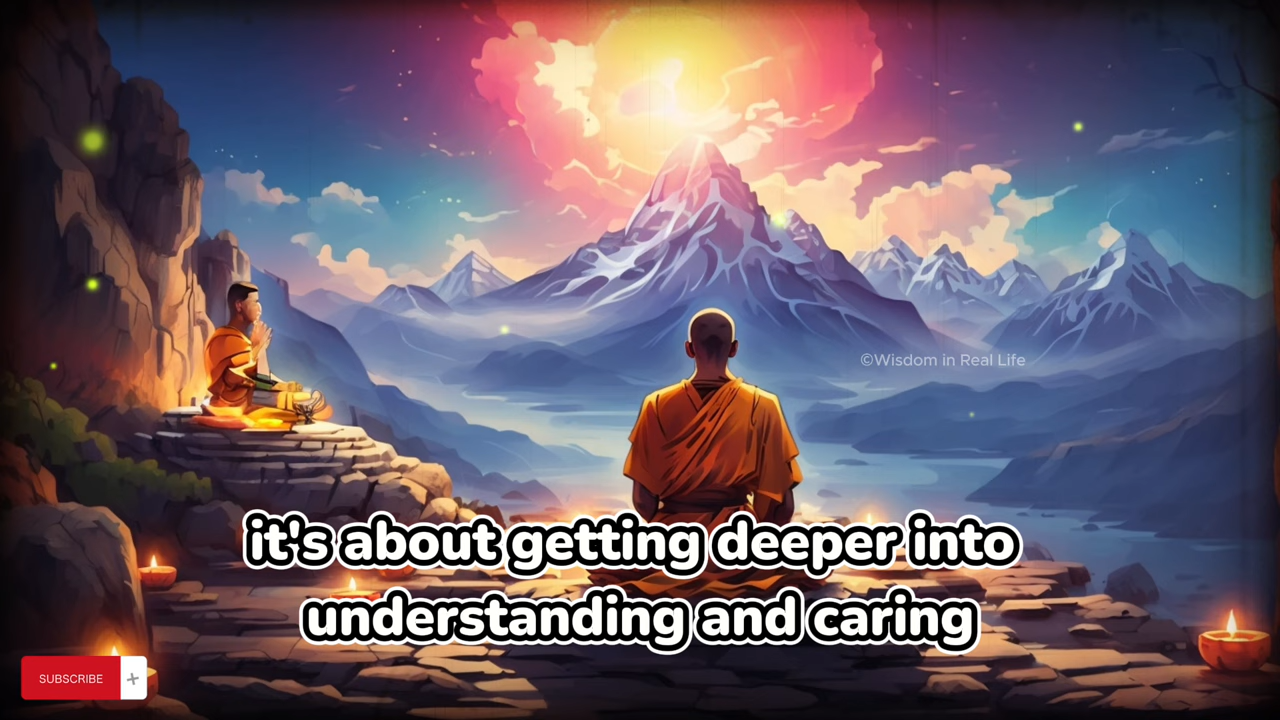 ©Wisdom in Real Life
it's about getting deeper into
understanding and caring
SUBSCRIBE +